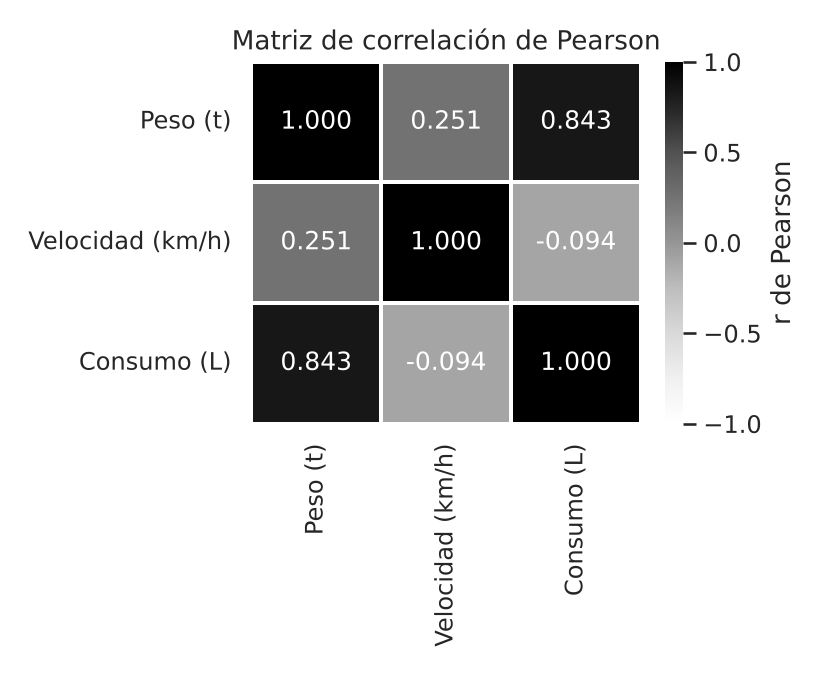 Matriz de correlación de Pearson
Peso (t) 1.000 0.251 0.843
Velocidad (km/h) 0.251 1.000 -0.094
Consumo (L) 0.843 -0.094 1.000
Peso (t)
Velocidad (km/h)
Consumo (L)
1.0
0.5
0.0
−0.5
−1.0
r de Pearson